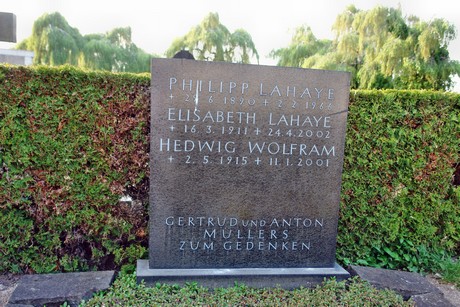 PHILIPP LAHAYE
ELISABETH LAHAYE
+ 16.3.1911 + 24.4.2002
HEDWIG WOLFRAM
+ 2.5.1915 + 11.1.2001
GERTRUD UND ANTON
MÜLLERS
ZUM GEDENKEN